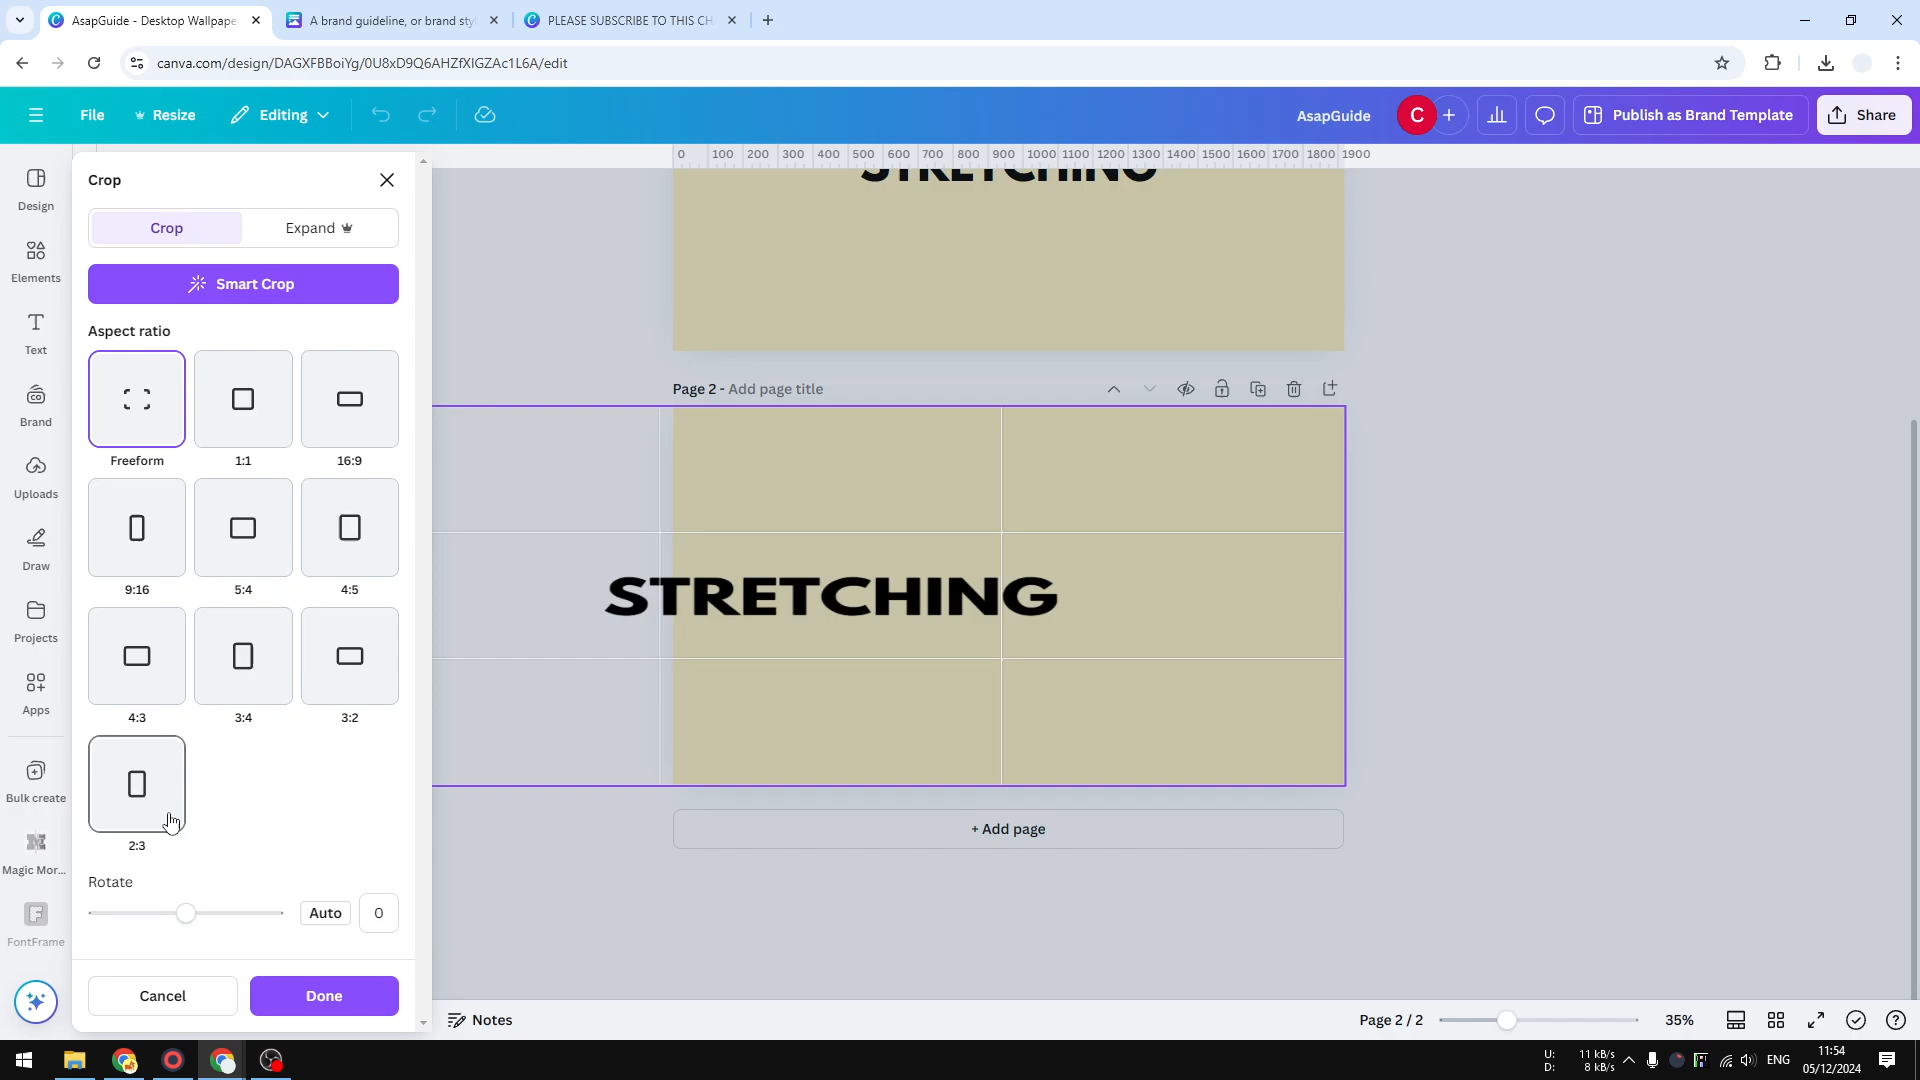 AsapGuide - Desktop Wallpape
A brand guideline, or brand sty
PLEASE SUBSCRIBE TO THIS CH
canva.com/design/DAGXFBBoiYg/0U8xD9Q6AHZfXIGZAc1L6A/edit
File
Resize
Editing
AsapGuide
C
Publish as Brand Template
Share
0 100 200 300 400 500 600 700 800 900 1000 1100 1200 1300 1400 1500 1600 1700 1800 1900
Design
Elements
Text
Brand
Uploads
Draw
Projects
Apps
Bulk create
Magic Mor...
FontFrame
Crop
Crop
Expand
Smart Crop
Aspect ratio
Freeform
1:1
16:9
9:16
5:4
4:5
4:3
3:4
3:2
2:3
Rotate
Auto
0
Cancel
Done
STRETCHING
Page 2 - Add page title
STRETCHING
+ Add page
Notes
Page 2 / 2
35%
U: 11 kB/s
D: 8 kB/s
ENG
11:54
05/12/2024